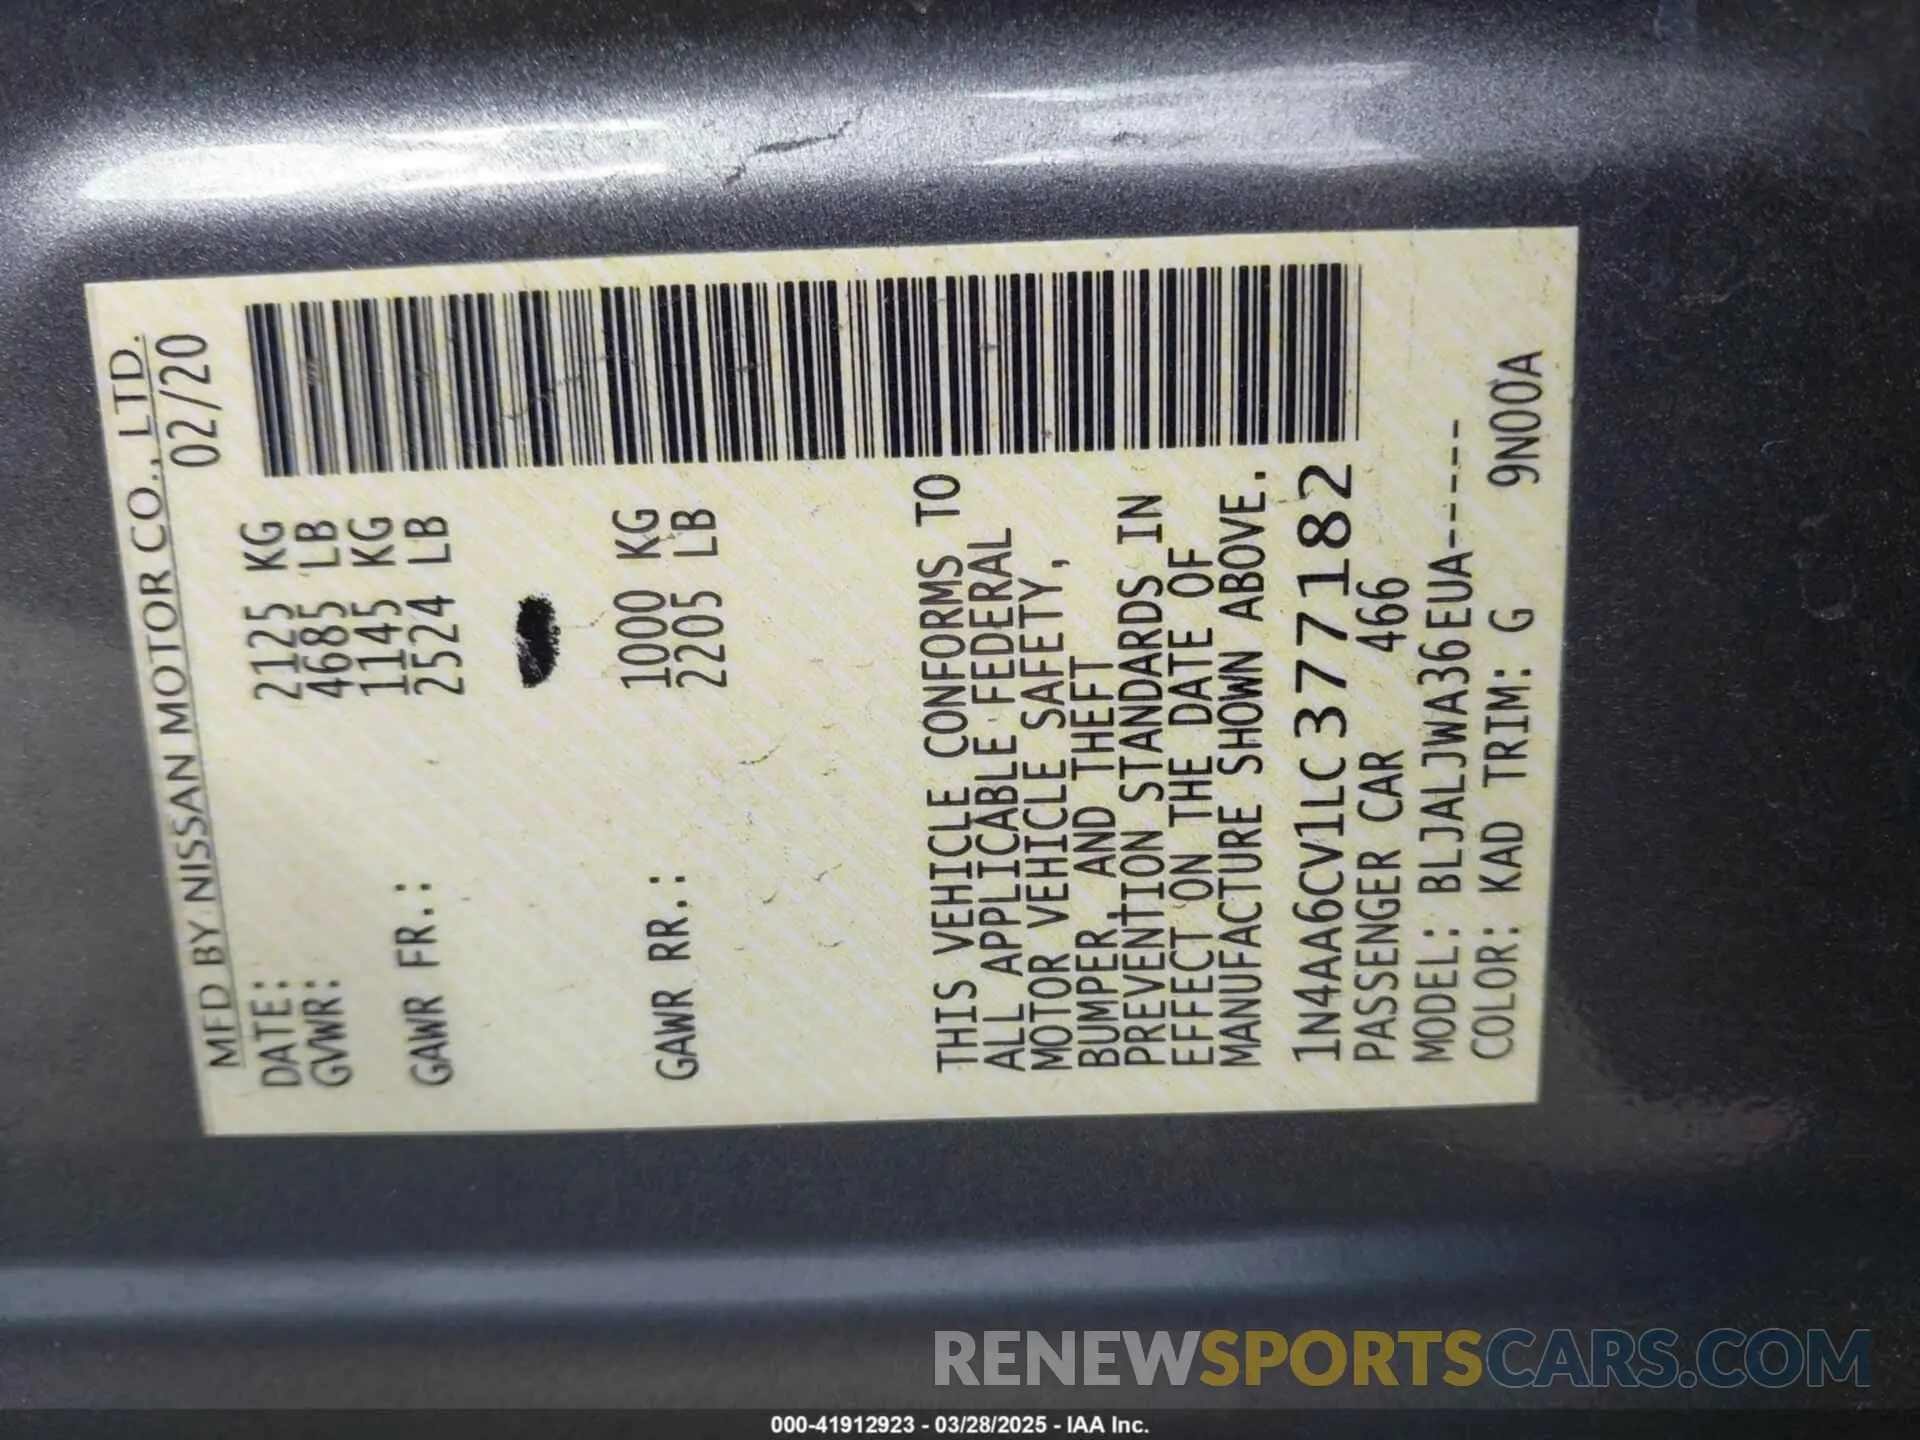 MFD BY NISSAN MOTOR CO., LTD.
DATE: 02/20
GVWR: 2125 KG
4685 LB
GAWR FR.: 1145 KG
2524 LB
GAWR RR.: 1000 KG
2205 LB
THIS VEHICLE CONFORMS TO
ALL APPLICABLE FEDERAL
MOTOR VEHICLE SAFETY,
BUMPER, AND THEFT
PREVENTION STANDARDS IN
EFFECT ON THE DATE OF
MANUFACTURE SHOWN ABOVE.
1N4AA6CV1LC377182
PASSENGER CAR 466
MODEL: BLJALJWA36EUA-----
COLOR: KAD TRIM: G 9N00A
RENEWSPORTSCARS.COM
000-41912923 - 03/28/2025 - IAA Inc.